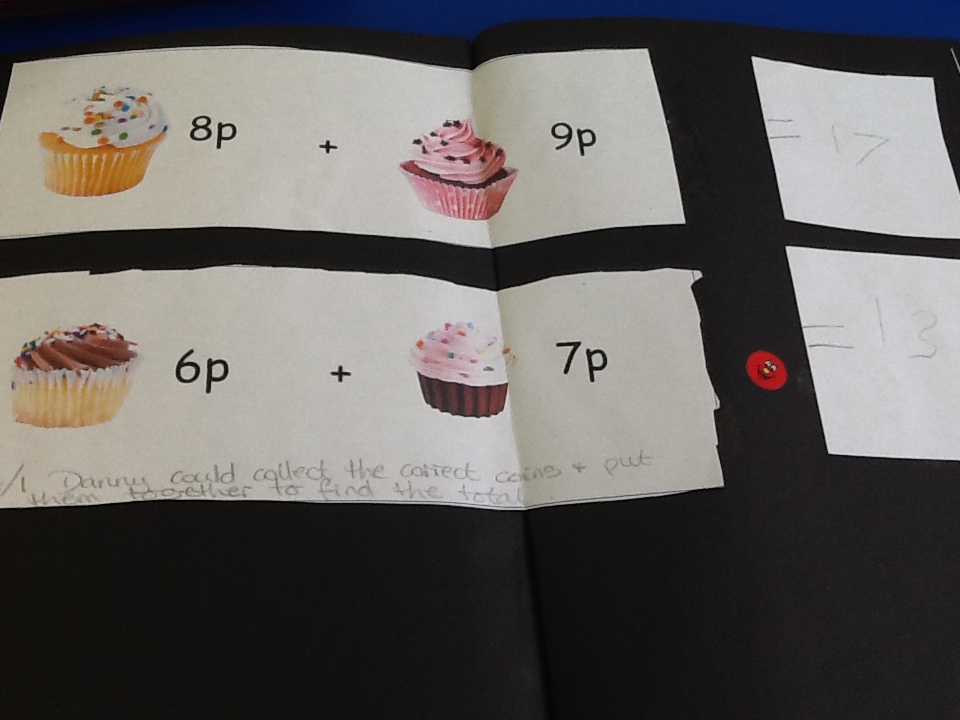 8p + 9p = 17
6p + 7p = 13
/1 Danny could collect the correct coins + put
them together to find the total.